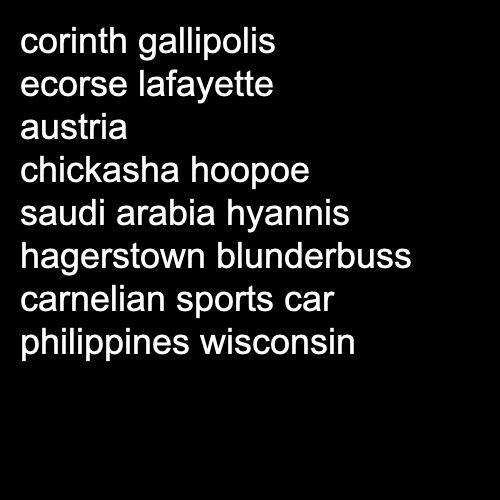 corinth gallipolis
ecorse lafayette
austria
chickasha hoopoe
saudi arabia hyannis
hagerstown blunderbuss
carnelian sports car
philippines wisconsin